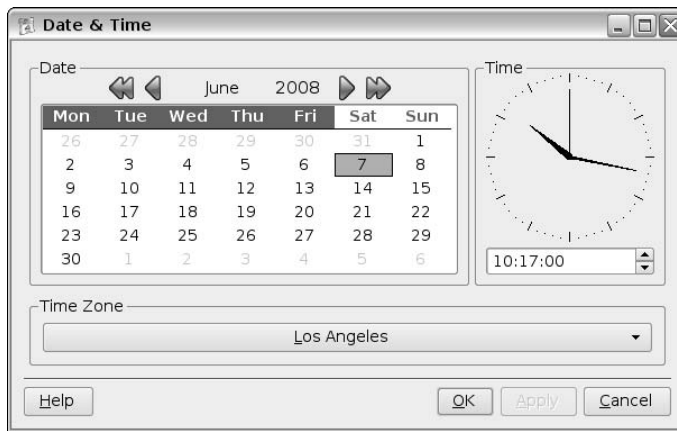 Date & Time
Date
June 2008
Mon Tue Wed Thu Fri Sat Sun
26 27 28 29 30 31 1
2 3 4 5 6 7 8
9 10 11 12 13 14 15
16 17 18 19 20 21 22
23 24 25 26 27 28 29
30 1 2 3 4 5 6
Time
10:17:00
Time Zone
Los Angeles
Help
OK
Apply
Cancel